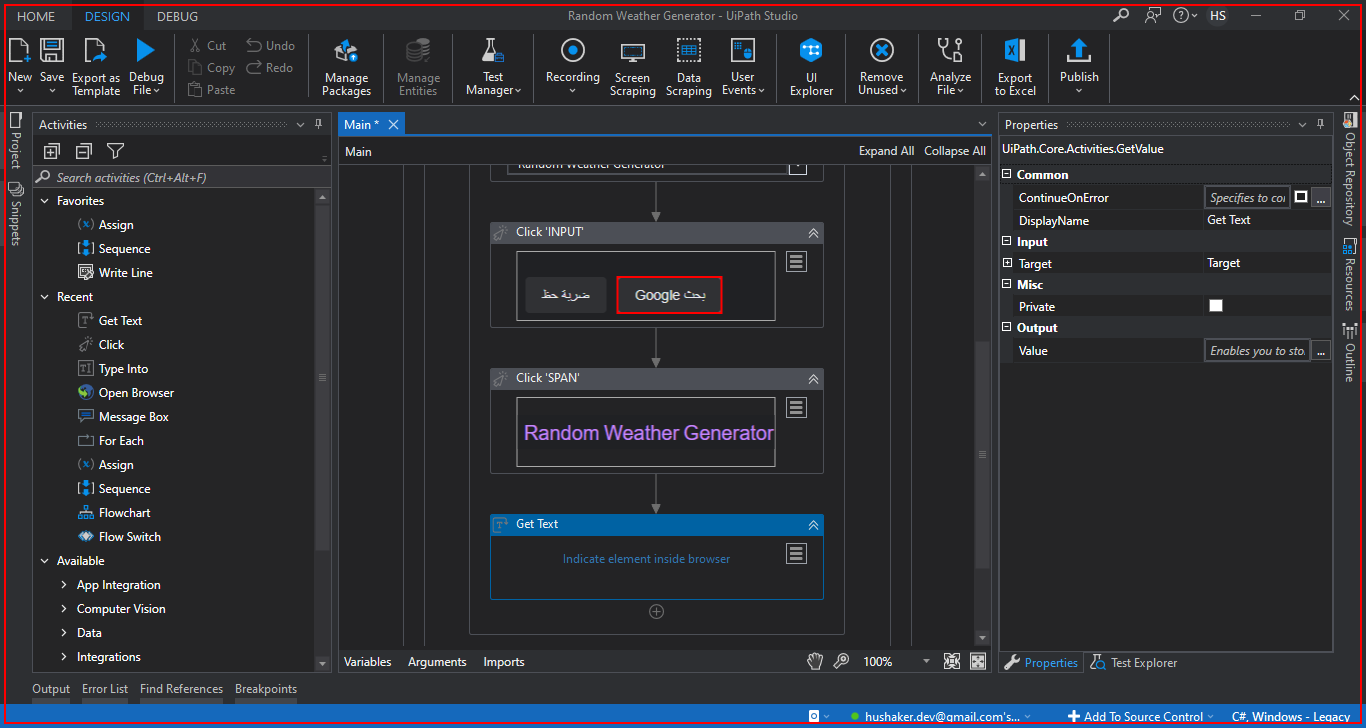 HOME DESIGN DEBUG Random Weather Generator - UiPath Studio HS
New Save Export as Template Debug File Cut Copy Paste Undo Redo Manage Packages Manage Entities Test Manager Recording Screen Scraping Data Scraping User Events UI Explorer Remove Unused Analyze File Export to Excel Publish
Project
Snippets
Activities
Search activities (Ctrl+Alt+F)
Favorites
Assign
Sequence
Write Line
Recent
Get Text
Click
Type Into
Open Browser
Message Box
For Each
Assign
Sequence
Flowchart
Flow Switch
Available
App Integration
Computer Vision
Data
Integrations
Main *
Main Expand All Collapse All
Random Weather Generator
Click 'INPUT'
ضربة حظ
بحث Google
Click 'SPAN'
Random Weather Generator
Get Text
Indicate element inside browser
Variables Arguments Imports 100%
Properties
UiPath.Core.Activities.GetValue
Common
ContinueOnError Specifies to co ...
DisplayName Get Text
Input
Target Target
Misc
Private
Output
Value Enables you to sto ...
Properties Test Explorer
Object Repository
Resources
Outline
Output Error List Find References Breakpoints
hushaker.dev@gmail.com's... Add To Source Control C#, Windows - Legacy